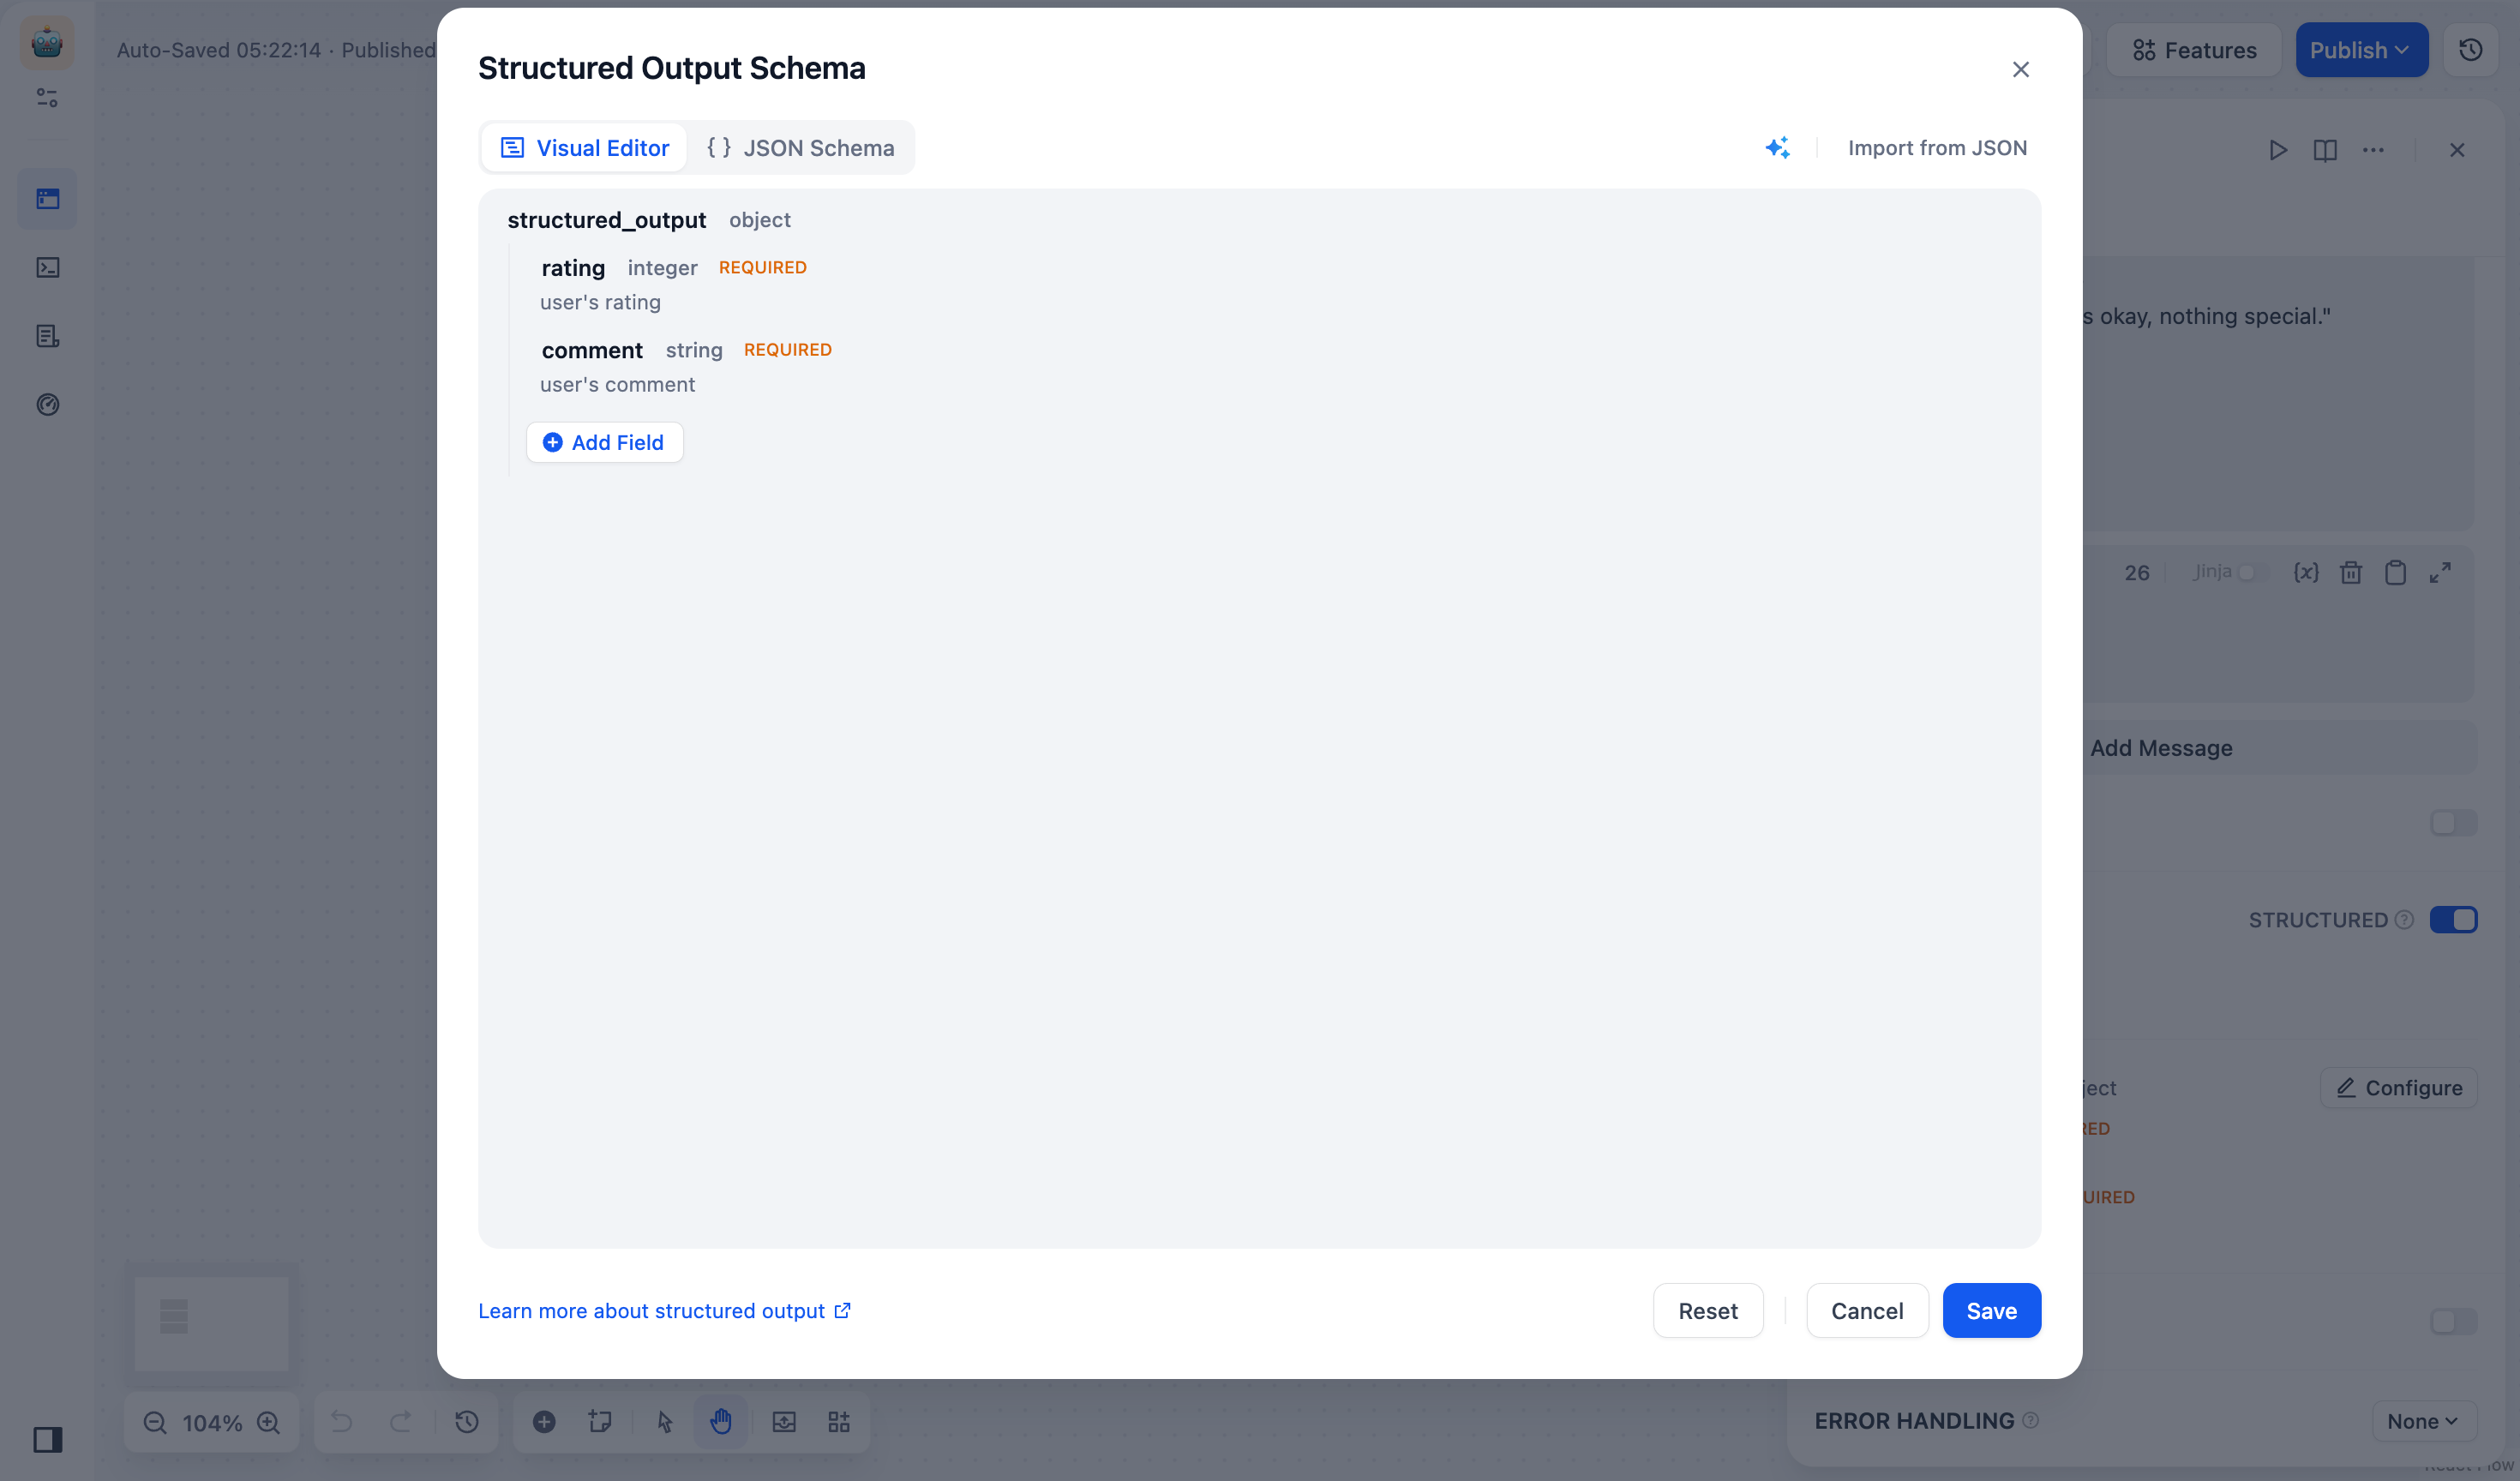 Auto-Saved 05:22:14 · Published
Features
Publish
Structured Output Schema
Visual Editor
JSON Schema
Import from JSON
structured_output object
rating integer REQUIRED
user's rating
comment string REQUIRED
user's comment
Add Field
Learn more about structured output
Reset
Cancel
Save
s okay, nothing special."
26
Jinja
{x}
Add Message
STRUCTURED
ject
Configure
RED
UIRED
ERROR HANDLING
None
104%